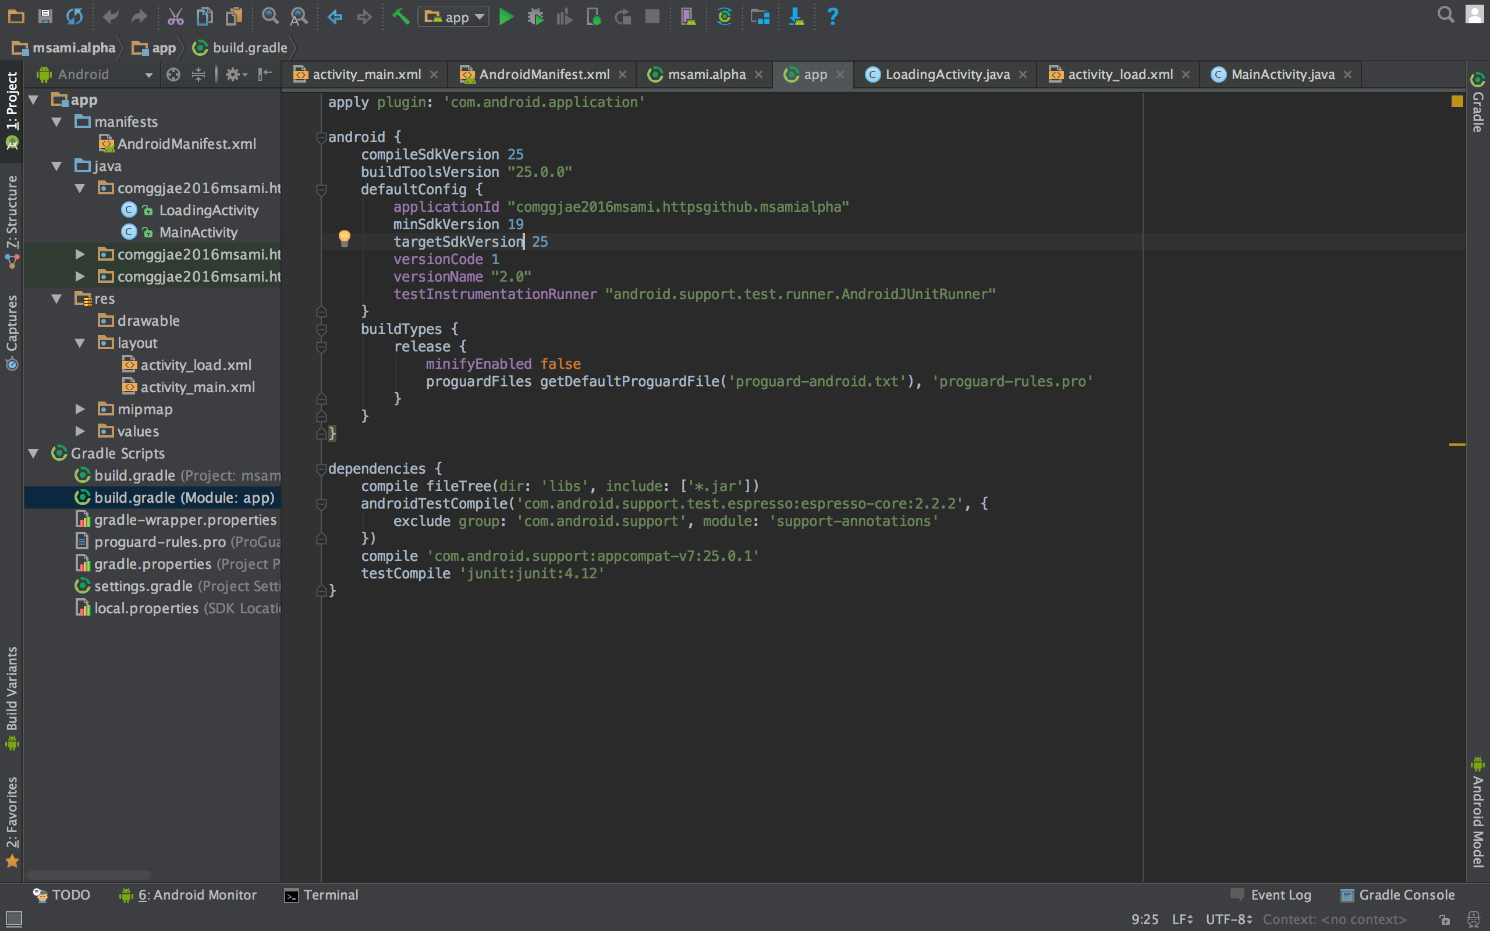 app
msami.alpha app build.gradle
Android
activity_main.xml AndroidManifest.xml msami.alpha app LoadingActivity.java activity_load.xml MainActivity.java
1: Project
Z: Structure
Captures
Build Variants
2: Favorites
app
manifests
AndroidManifest.xml
java
comggjae2016msami.ht
LoadingActivity
MainActivity
comggjae2016msami.ht
comggjae2016msami.ht
res
drawable
layout
activity_load.xml
activity_main.xml
mipmap
values
Gradle Scripts
build.gradle (Project: msam
build.gradle (Module: app)
gradle-wrapper.properties
proguard-rules.pro (ProGua
gradle.properties (Project P
settings.gradle (Project Setti
local.properties (SDK Locati
apply plugin: 'com.android.application'
android {
compileSdkVersion 25
buildToolsVersion "25.0.0"
defaultConfig {
applicationId "comggjae2016msami.httpsgithub.msamialpha"
minSdkVersion 19
targetSdkVersion 25
versionCode 1
versionName "2.0"
testInstrumentationRunner "android.support.test.runner.AndroidJUnitRunner"
}
buildTypes {
release {
minifyEnabled false
proguardFiles getDefaultProguardFile('proguard-android.txt'), 'proguard-rules.pro'
}
}
}
dependencies {
compile fileTree(dir: 'libs', include: ['*.jar'])
androidTestCompile('com.android.support.test.espresso:espresso-core:2.2.2', {
exclude group: 'com.android.support', module: 'support-annotations'
})
compile 'com.android.support:appcompat-v7:25.0.1'
testCompile 'junit:junit:4.12'
}
Gradle
Android Model
TODO 6: Android Monitor Terminal Event Log Gradle Console
9:25 LF UTF-8 Context: <no context>